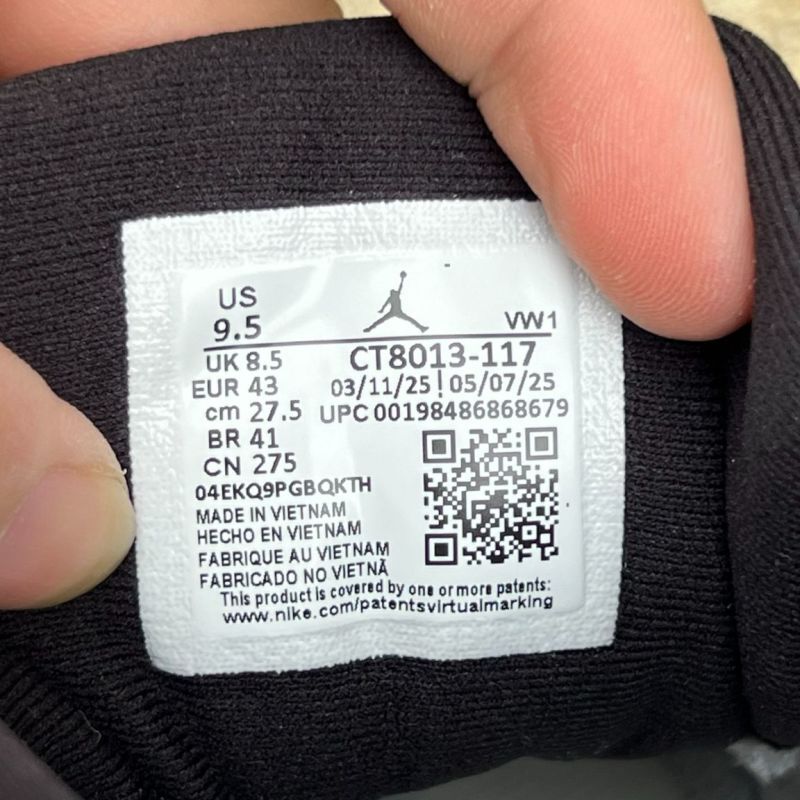 US
9.5
VW1
UK 8.5
CT8013-117
EUR 43
03/11/25 | 05/07/25
cm 27.5
UPC 00198486868679
BR 41
CN 275
04EKQ9PGBQKTH
MADE IN VIETNAM
HECHO EN VIETNAM
FABRIQUE AU VIETNAM
FABRICADO NO VIETNÃ
This product is covered by one or more patents:
www.nike.com/patentsvirtualmarking